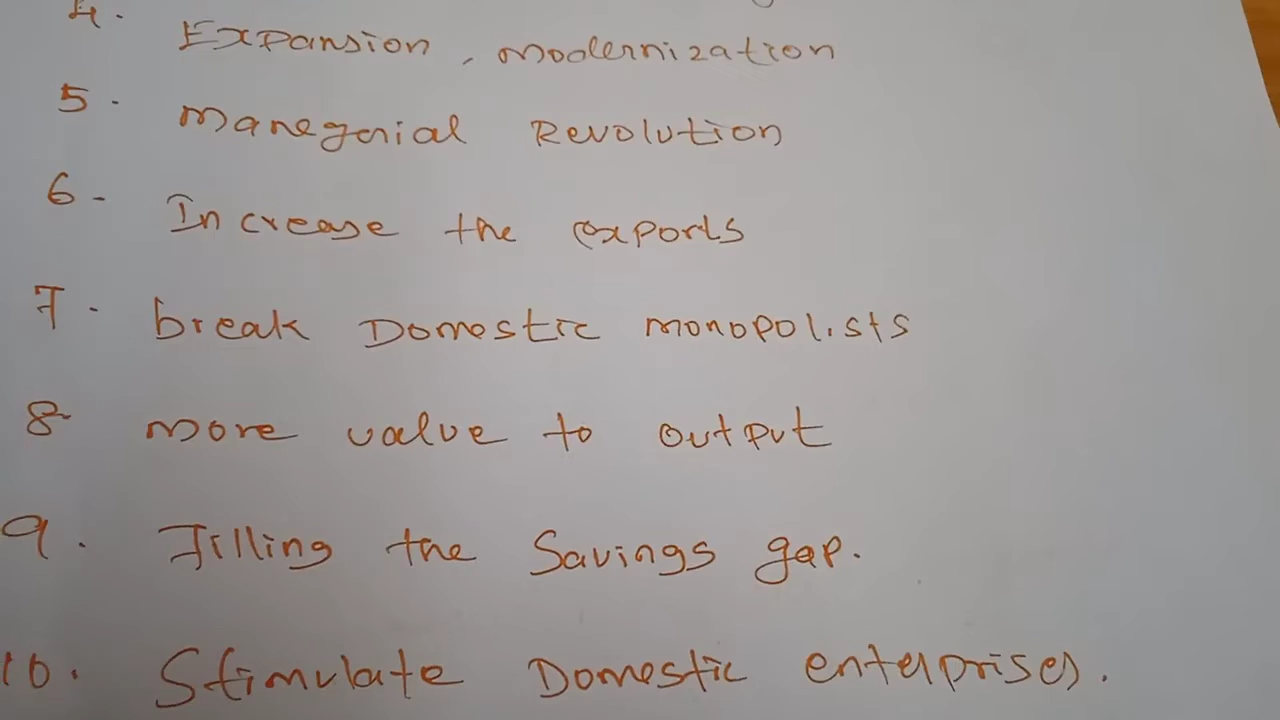 4. Expansion, modernization
5. Manegerial Revolution
6- Increase the exports
7. break Domestic monopolists
8- more value to output
9. Filling the Savings gap.
10. Stimulate Domestic enterprises.